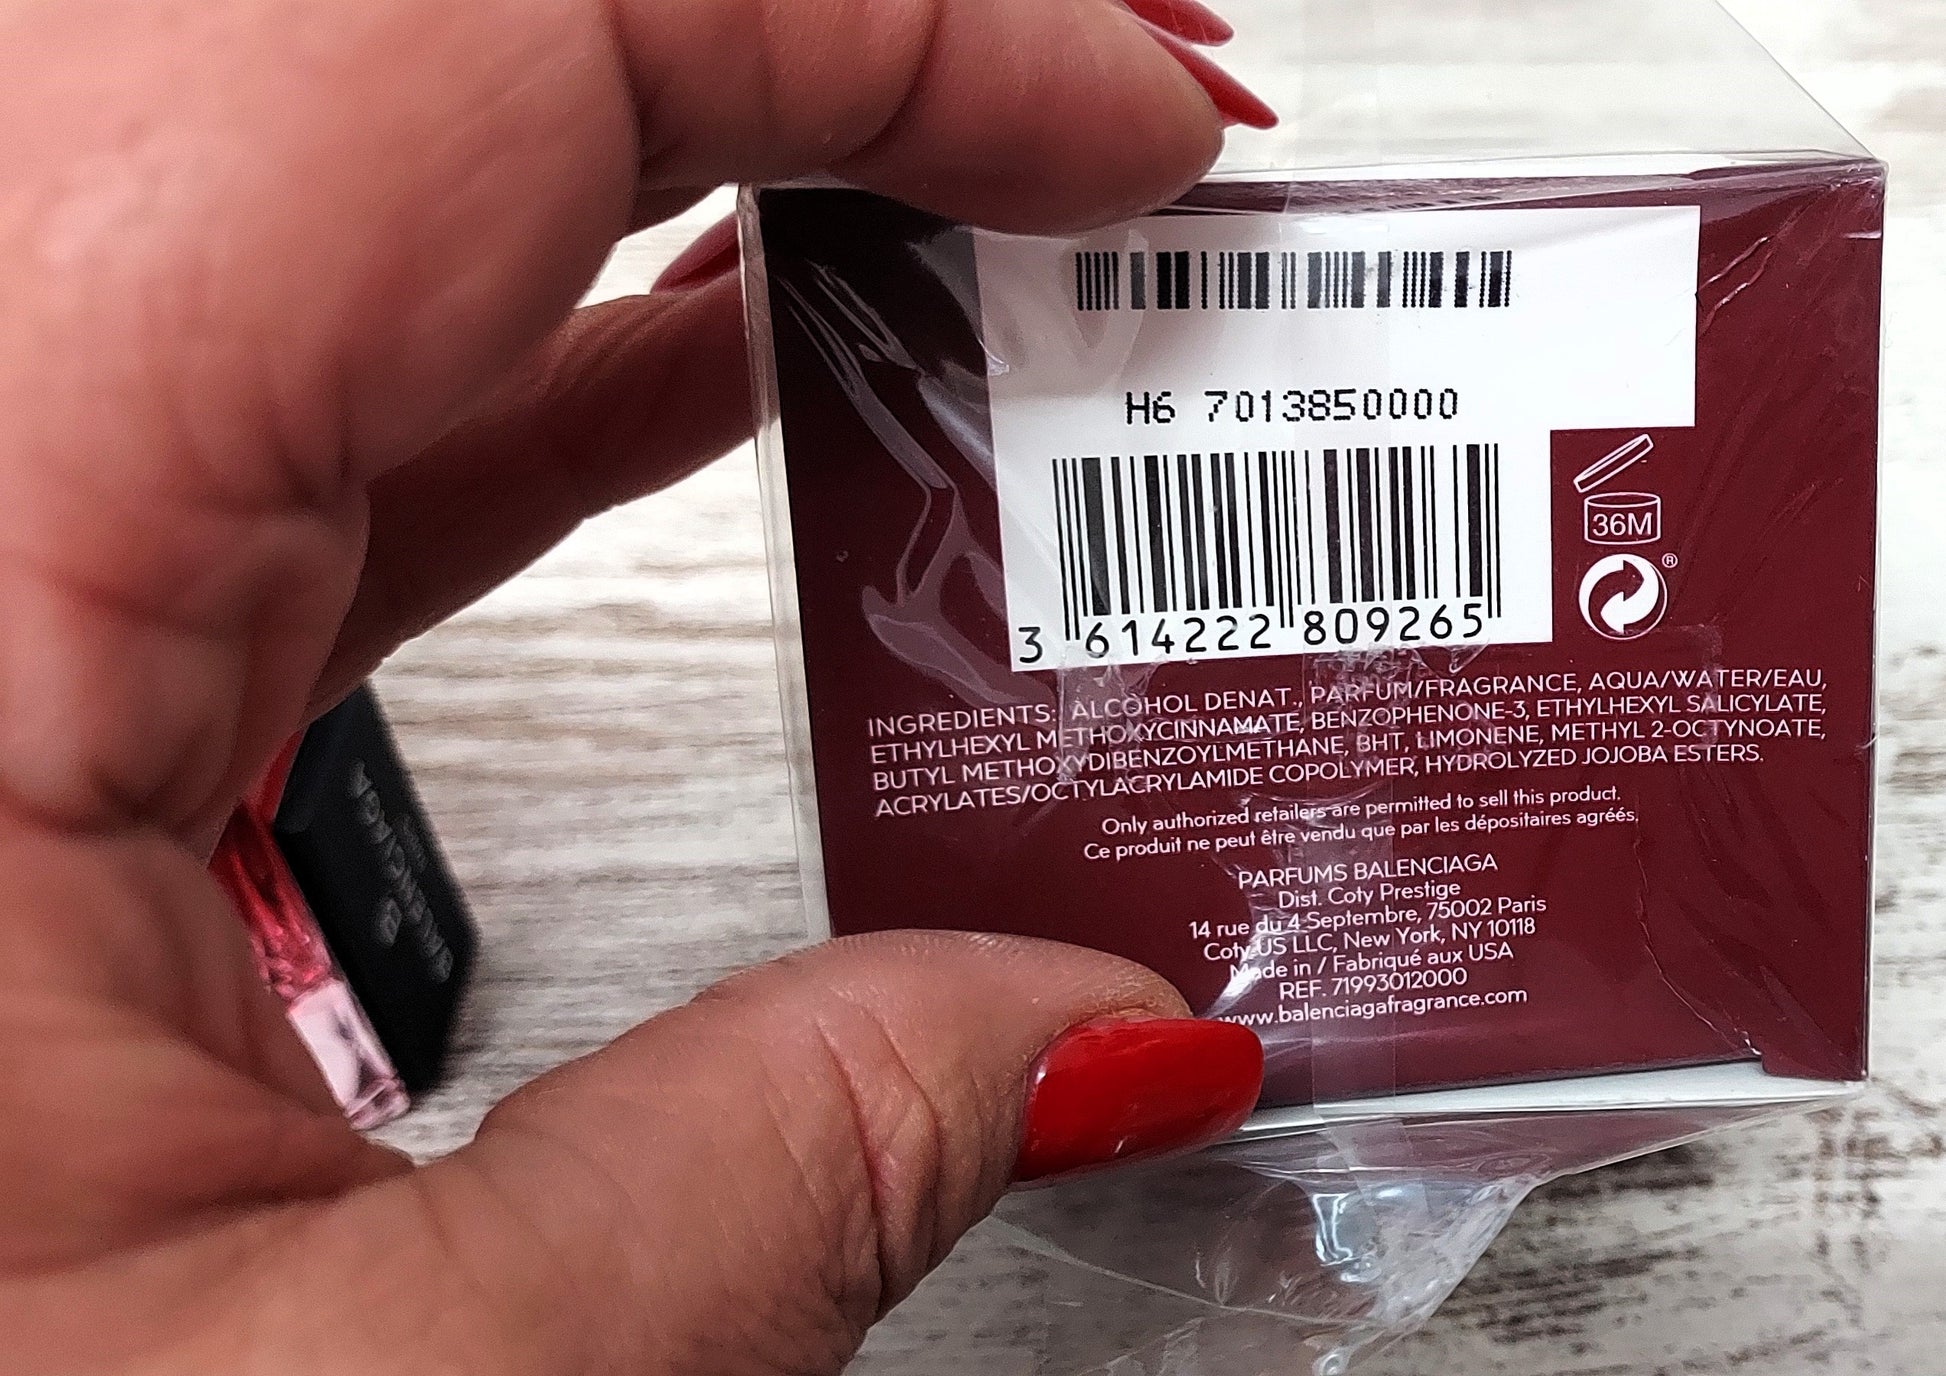 H6 7013850000
3 614222 809265
36M
®
INGREDIENTS: ALCOHOL DENAT., PARFUM/FRAGRANCE, AQUA/WATER/EAU,
ETHYLHEXYL METHOXYCINNAMATE, BENZOPHENONE-3, ETHYLHEXYL SALICYLATE,
BUTYL METHOXYDIBENZOYLMETHANE, BHT, LIMONENE, METHYL 2-OCTYNOATE,
ACRYLATES/OCTYLACRYLAMIDE COPOLYMER, HYDROLYZED JOJOBA ESTERS.
Only authorized retailers are permitted to sell this product.
Ce produit ne peut être vendu que par les dépositaires agréés.
PARFUMS BALENCIAGA
Dist. Coty Prestige
14 rue du 4 Septembre, 75002 Paris
Coty US LLC, New York, NY 10118
Made in / Fabriqué aux USA
REF. 71993012000
www.balenciagafragrance.com
BALENCIAGA